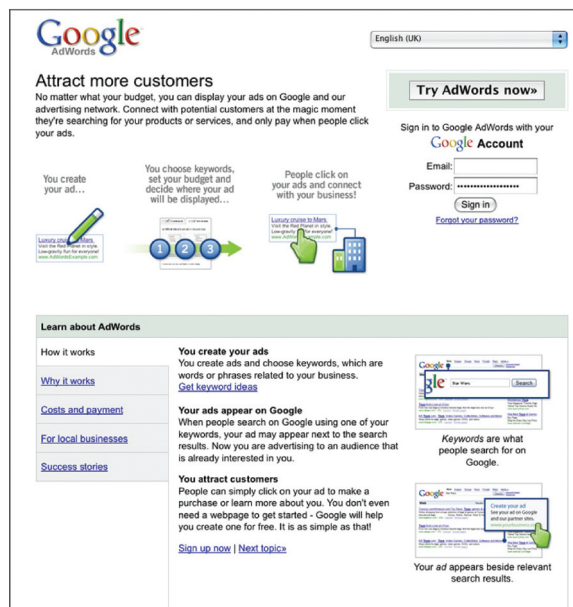 Google
AdWords
English (UK)
Attract more customers
No matter what your budget, you can display your ads on Google and our
advertising network. Connect with potential customers at the magic moment
they're searching for your products or services, and only pay when people click
your ads.
Try AdWords now»
Sign in to Google AdWords with your
Google Account
Email:
Password:
Sign in
Forgot your password?
You create
your ad…
You choose keywords,
set your budget and
decide where your ad
will be displayed…
People click on
your ads and connect
with your business!
Luxury cruise to Mars
Visit the Red Planet in style.
Low-gravity fun for everyone!
www.AdWordsExample.com
1 2 3
Luxury cruise to Mars
Visit the Red Planet in style.
Low-gravity fun for everyone!
www.AdWordsExample.com
Learn about AdWords
How it works
Why it works
Costs and payment
For local businesses
Success stories
You create your ads
You create ads and choose keywords, which are
words or phrases related to your business.
Get keyword ideas
Your ads appear on Google
When people search on Google using one of your
keywords, your ad may appear next to the search
results. Now you are advertising to an audience that
is already interested in you.
You attract customers
People can simply click on your ad to make a
purchase or learn more about you. You don't even
need a webpage to get started - Google will help
you create one for free. It is as simple as that!
Sign up now | Next topic»
Google
gle
Star Wars
Search
Keywords are what
people search for on
Google.
Google
Create your ad
See your ad on Google
and our partner sites.
Your ad appears beside relevant
search results.